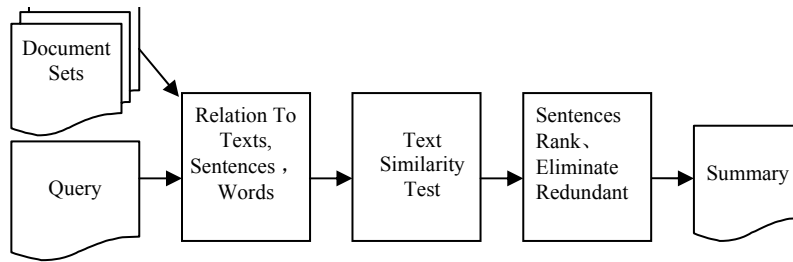 Document
Sets
Query
Relation To
Texts,
Sentences，
Words
Text
Similarity
Test
Sentences
Rank、
Eliminate
Redundant
Summary